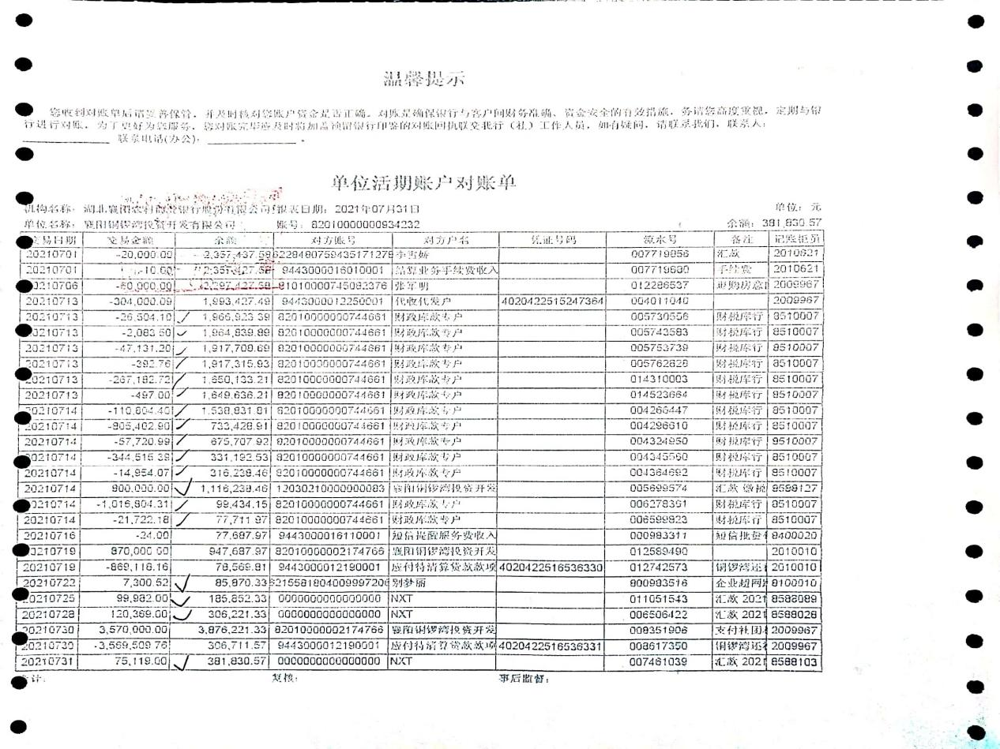 温馨提示
您收到对账单后请妥善保管，并及时核对您账户资金是否正确。对账是确保银行与客户间财务准确、资金安全的有效措施，务请您高度重视，定期与银
行进行对账，为了更好为您服务，您对账完毕应及时将加盖预留银行印鉴的对账回执联交我行（社）工作人员，如有疑问，请联系我们，联系人：
联系电话(办公)：
单位活期账户对账单
机构名称：湖北襄阳农村商业银行股份有限公司 报表日期：2021年07月31日 单位：元
单位名称：襄阳铜锣湾投资开发有限公司 账号：82010000000934232 余额：381,830.57
交易日期 交易金额 余额 对方账号 对方户名 凭证号码 流水号 备注 记账柜员
20210701 -20,000.00 2,357,437.58 6228480759435171279 李雪娇 007719856 汇款 2010621
20210701 -10.00 2,357,427.58 9443000016010001 结算业务手续费收入 007719880 手续费 2010621
20210706 -60,000.00 2,297,427.58 81010000745082376 张军明 012286537 退购房意 2009967
20210713 -304,000.09 1,993,427.49 9443000012250001 代收代发户 4020422515247364 004011040 2009967
20210713 -26,504.10 1,966,923.39 82010000000744661 财政库款专户 005730556 财税库行 8510007
20210713 -2,083.50 1,964,839.89 82010000000744661 财政库款专户 005743583 财税库行 8510007
20210713 -47,131.20 1,917,708.69 82010000000744661 财政库款专户 005753739 财税库行 8510007
20210713 -392.76 1,917,315.93 82010000000744661 财政库款专户 005762828 财税库行 8510007
20210713 -267,182.72 1,650,133.21 82010000000744661 财政库款专户 014310003 财税库行 8510007
20210713 -497.00 1,649,636.21 82010000000744661 财政库款专户 014523664 财税库行 8510007
20210714 -110,804.40 1,538,831.81 82010000000744661 财政库款专户 004266447 财税库行 8510007
20210714 -805,402.90 733,428.91 82010000000744661 财政库款专户 004296610 财税库行 8510007
20210714 -57,720.99 675,707.92 82010000000744661 财政库款专户 004324950 财税库行 8510007
20210714 -344,515.39 331,192.53 82010000000744661 财政库款专户 004345560 财税库行 8510007
20210714 -14,954.07 316,238.46 82010000000744661 财政库款专户 004364692 财税库行 8510007
20210714 800,000.00 1,116,238.46 12030210000000083 襄阳铜锣湾投资开发 005699574 汇款 缴税 8588127
20210714 -1,016,804.31 99,434.15 82010000000744661 财政库款专户 006278391 财税库行 8510007
20210714 -21,722.18 77,711.97 82010000000744661 财政库款专户 006599823 财税库行 8510007
20210716 -24.00 77,687.97 9443000016110001 短信提醒服务费收入 000983311 短信批量 8400020
20210719 870,000.00 947,687.97 82010000002174766 襄阳铜锣湾投资开发 012589490 2010010
20210719 -869,118.16 78,569.81 9443000012190001 应付待清算贷款款项 4020422516536330 012742573 铜锣湾还 2010010
20210722 7,300.52 85,870.33 6215581804009997206 别梦丽 800983516 企业超网 8100010
20210725 99,982.00 185,852.33 0000000000000000 NXT 011051543 汇款 2021 8588089
20210728 120,369.00 306,221.33 0000000000000000 NXT 006506422 汇款 2021 8588028
20210730 3,570,000.00 3,876,221.33 82010000002174766 襄阳铜锣湾投资开发 008351906 支付社团 2009967
20210730 -3,569,509.76 306,711.57 9443000012190001 应付待清算贷款款项 4020422516536331 008617350 铜锣湾还 2009967
20210731 75,119.00 381,830.57 0000000000000000 NXT 007461039 汇款 2021 8588103
会计： 复核： 事后监督：